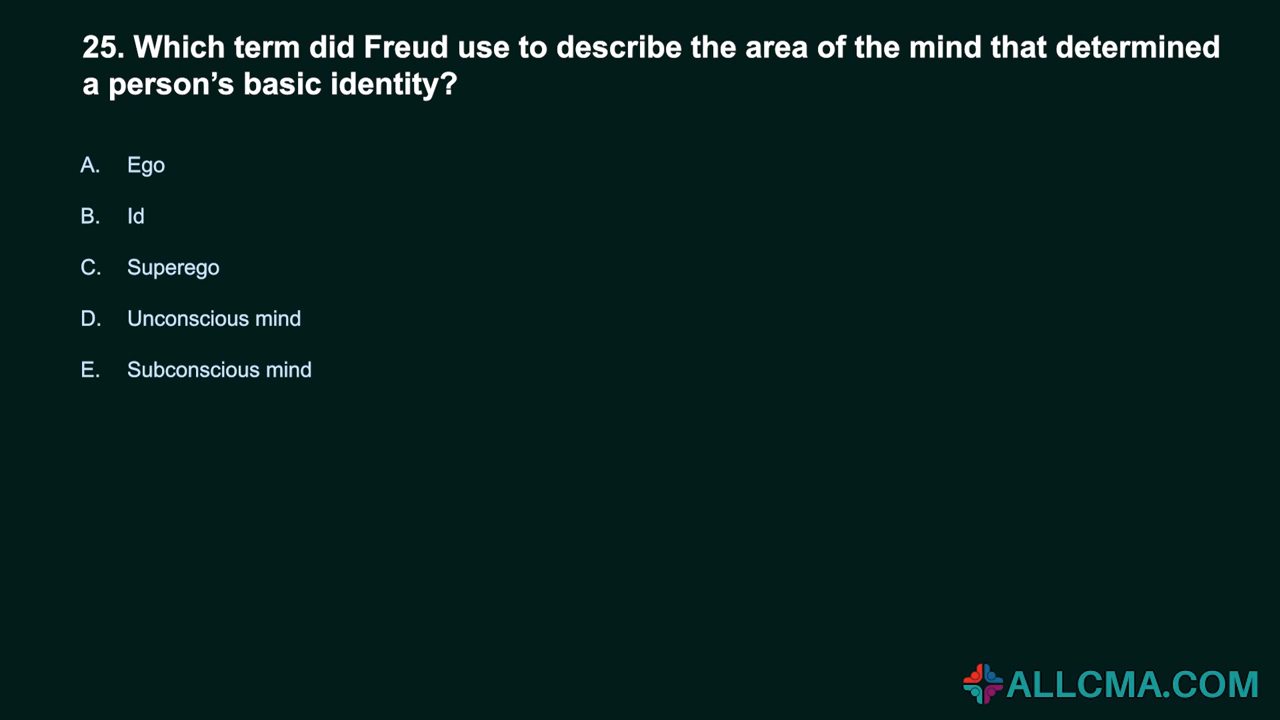 25. Which term did Freud use to describe the area of the mind that determined
a person’s basic identity?
A. Ego
B. Id
C. Superego
D. Unconscious mind
E. Subconscious mind
ALLCMA.COM